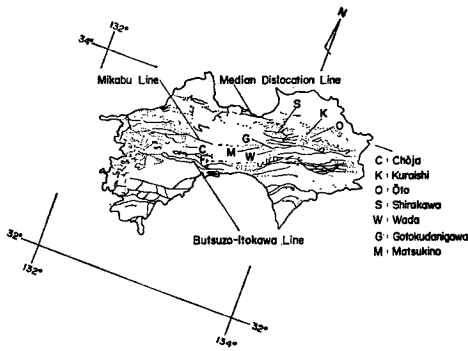 N
132°
34°
Mikabu Line
Median Dislocation Line
S
K
O
G
C
M
W
C : Chōja
K : Kuraishi
O : Ōto
S : Shirakawa
W : Wada
G : Gotokudanigawa
M : Matsukino
Butsuzo-Itokawa Line
32°
132°
32°
134°